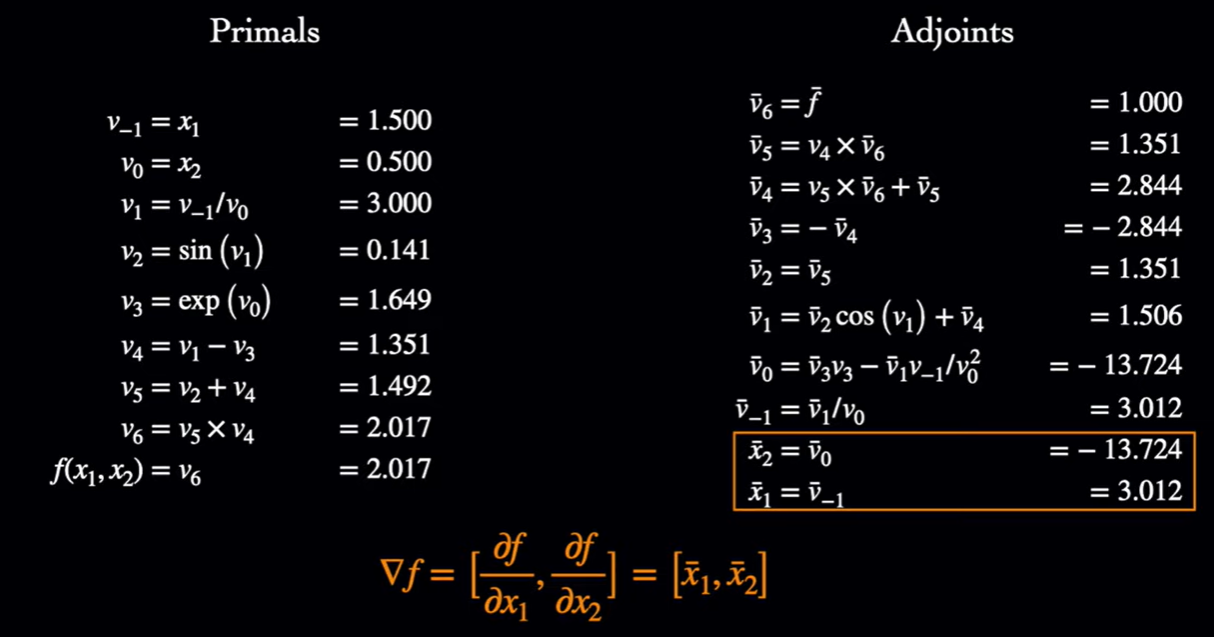 Primals
v₋₁ = x₁ = 1.500
v₀ = x₂ = 0.500
v₁ = v₋₁/v₀ = 3.000
v₂ = sin (v₁) = 0.141
v₃ = exp (v₀) = 1.649
v₄ = v₁ − v₃ = 1.351
v₅ = v₂ + v₄ = 1.492
v₆ = v₅ × v₄ = 2.017
f(x₁, x₂) = v₆ = 2.017
Adjoints
v̄₆ = f̄ = 1.000
v̄₅ = v₄ × v̄₆ = 1.351
v̄₄ = v₅ × v̄₆ + v̄₅ = 2.844
v̄₃ = − v̄₄ = − 2.844
v̄₂ = v̄₅ = 1.351
v̄₁ = v̄₂ cos (v₁) + v̄₄ = 1.506
v̄₀ = v̄₃v₃ − v̄₁v₋₁/v₀² = − 13.724
v̄₋₁ = v̄₁/v₀ = 3.012
x̄₂ = v̄₀ = − 13.724
x̄₁ = v̄₋₁ = 3.012
∇f = [∂f/∂x₁, ∂f/∂x₂] = [x̄₁, x̄₂]